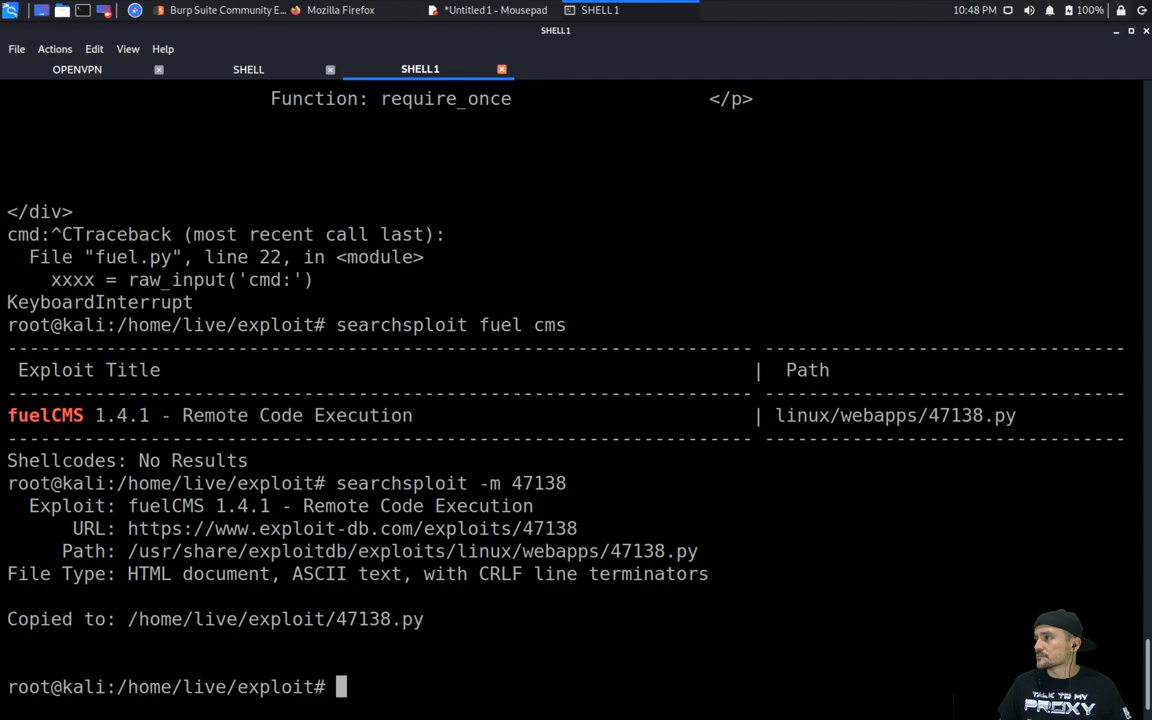 Burp Suite Community E...
Mozilla Firefox
*Untitled 1 - Mousepad
SHELL1
10:48 PM
100%
SHELL1
File Actions Edit View Help
OPENVPN
SHELL
SHELL1
Function: require_once </p>
</div>
cmd:^CTraceback (most recent call last):
File "fuel.py", line 22, in <module>
xxxx = raw_input('cmd:')
KeyboardInterrupt
root@kali:/home/live/exploit# searchsploit fuel cms
Exploit Title | Path
fuelCMS 1.4.1 - Remote Code Execution | linux/webapps/47138.py
Shellcodes: No Results
root@kali:/home/live/exploit# searchsploit -m 47138
Exploit: fuelCMS 1.4.1 - Remote Code Execution
URL: https://www.exploit-db.com/exploits/47138
Path: /usr/share/exploitdb/exploits/linux/webapps/47138.py
File Type: HTML document, ASCII text, with CRLF line terminators
Copied to: /home/live/exploit/47138.py
root@kali:/home/live/exploit#
TALK TO MY
PROXY